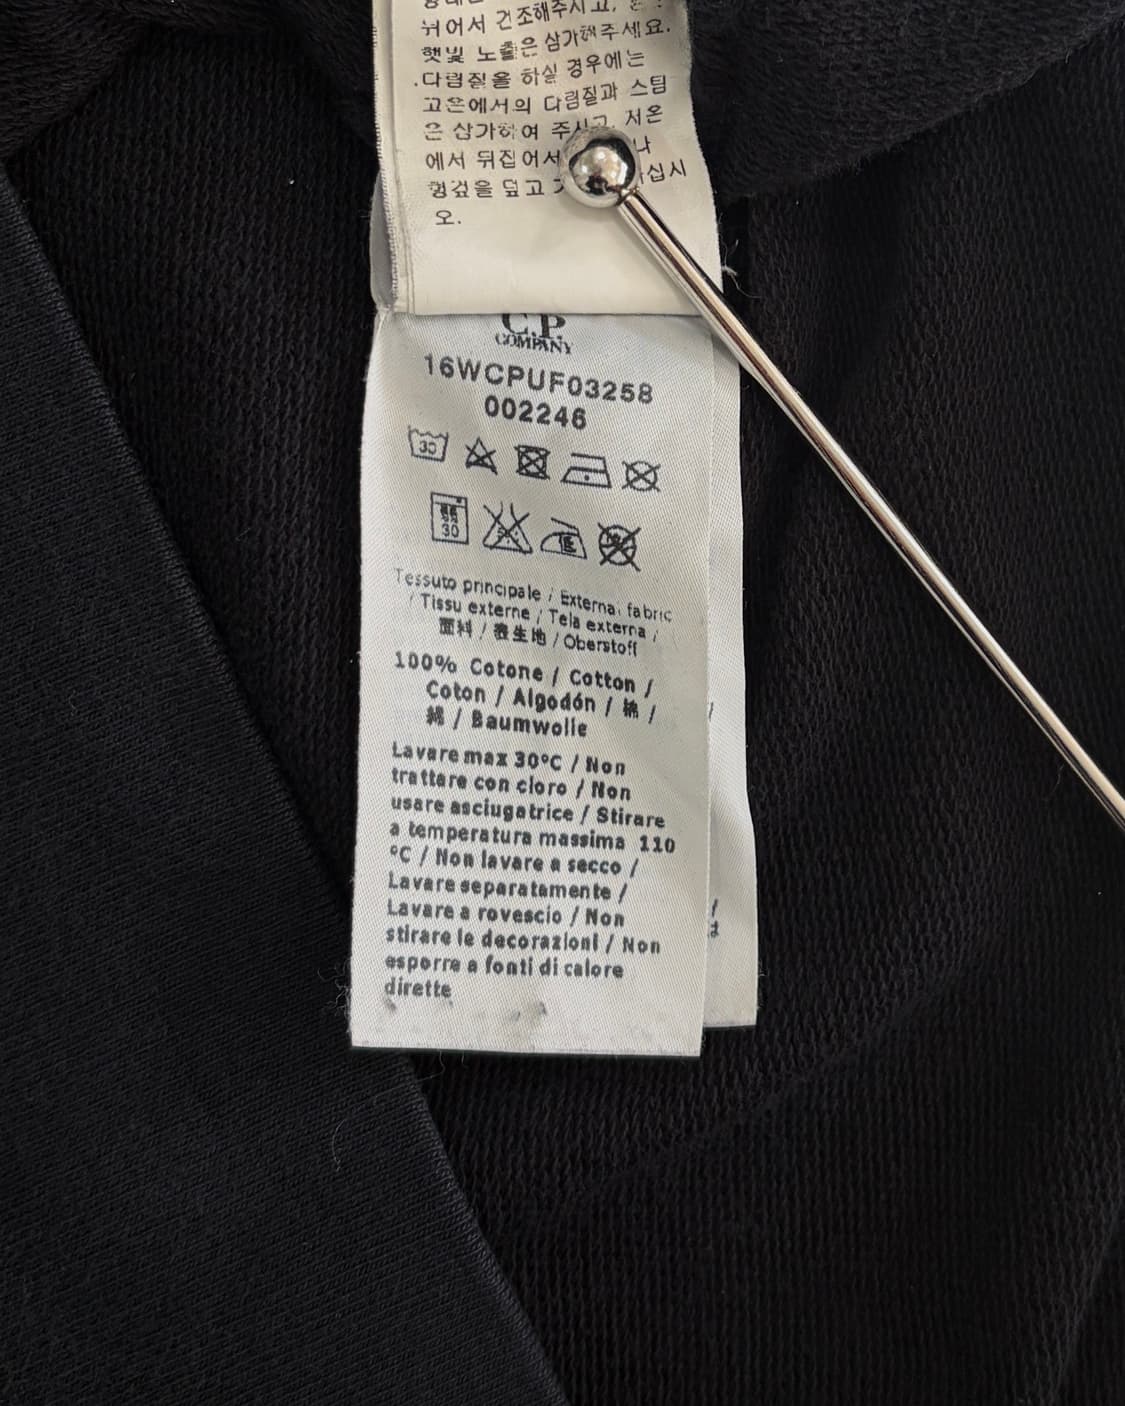 뉘어서 건조해주시고,
햇빛 노출은 삼가해주세요.
.다림질을 하실 경우에는
고온에서의 다림질과 스팀
은 삼가하여 주시고, 저온
에서 뒤집어서 나
헝겊을 덮고 십시
오.
C.P.
COMPANY
16WCPUF03258
002246
30
30
Tessuto principale / External fabric
/ Tissu externe / Tela externa /
面料 / 表生地 / Oberstoff
100% Cotone / Cotton /
Coton / Algodón / 棉 /
綿 / Baumwolle
Lavare max 30°C / Non
trattare con cloro / Non
usare asciugatrice / Stirare
a temperatura massima 110
°C / Non lavare a secco /
Lavare separatamente /
Lavare a rovescio / Non
stirare le decorazioni / Non
esporre a fonti di calore
dirette